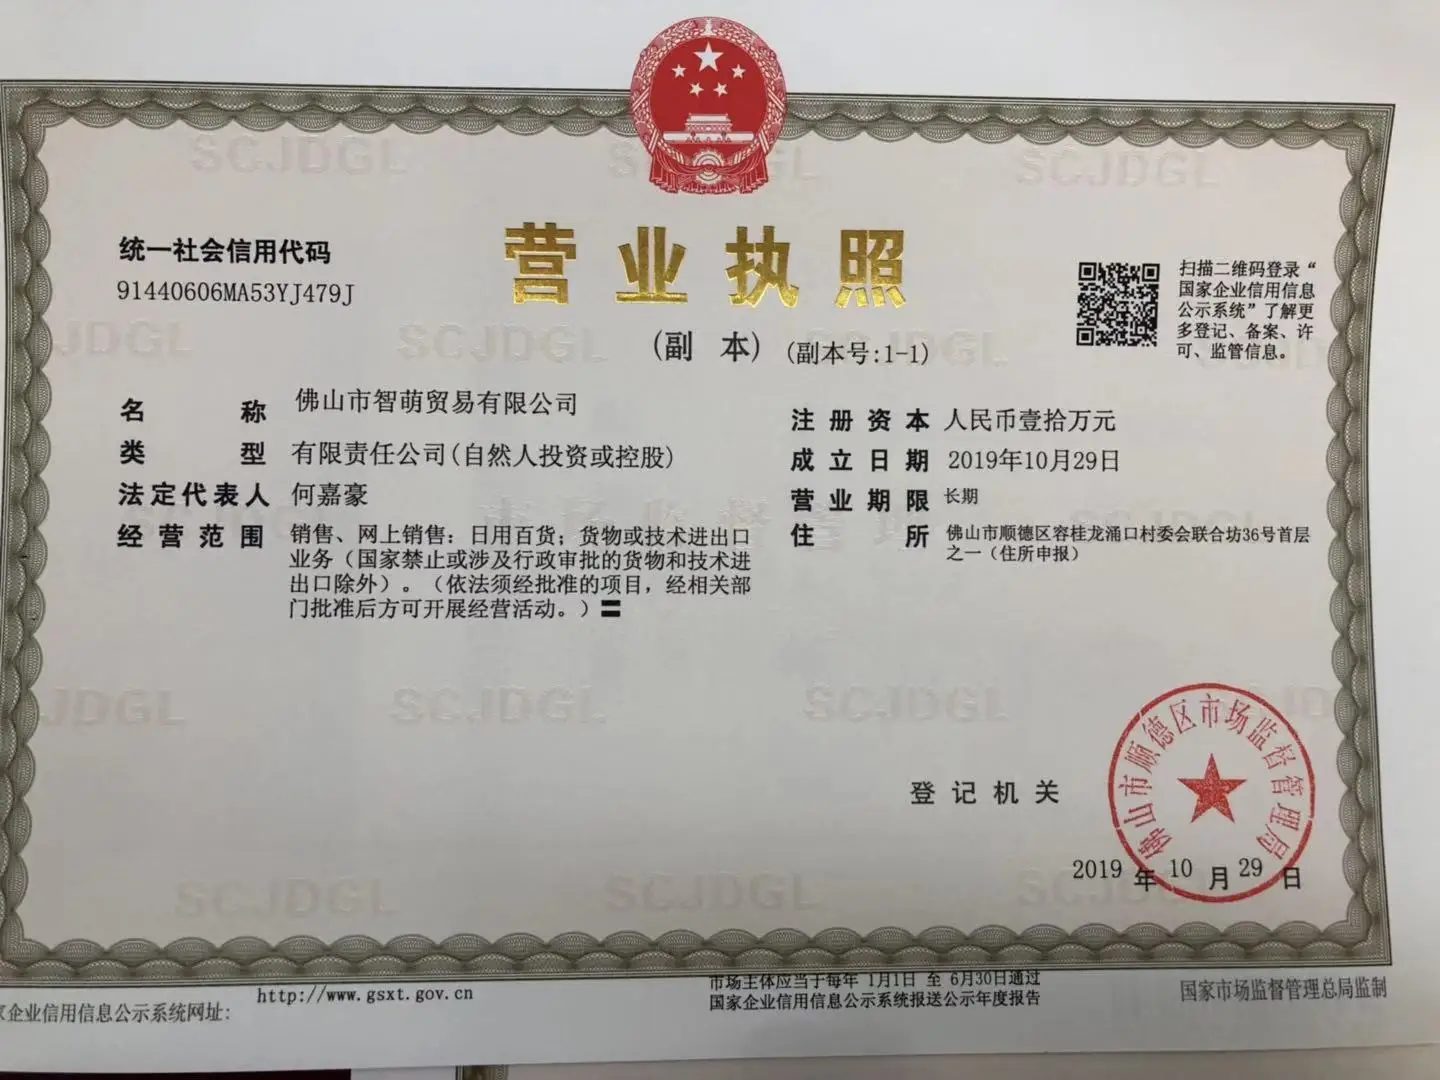 营业执照
(副 本) (副本号:1-1)
统一社会信用代码
91440606MA53YJ479J
扫描二维码登录“
国家企业信用信息
公示系统”了解更
多登记、备案、许
可、监管信息。
名 称 佛山市智萌贸易有限公司
类 型 有限责任公司(自然人投资或控股)
法定代表人 何嘉豪
经营范围 销售、网上销售：日用百货；货物或技术进出口
业务（国家禁止或涉及行政审批的货物和技术进
出口除外）。（依法须经批准的项目，经相关部
门批准后方可开展经营活动。）〓
注册资本 人民币壹拾万元
成立日期 2019年10月29日
营业期限 长期
住 所 佛山市顺德区容桂龙涌口村委会联合坊36号首层
之一（住所申报）
登记机关
佛山市顺德区市场监督管理局
2019 年 10 月 29 日
家企业信用信息公示系统网址: http://www.gsxt.gov.cn
市场主体应当于每年 1月1日 至 6月30日通过
国家企业信用信息公示系统报送公示年度报告
国家市场监督管理总局监制
SCJDGL